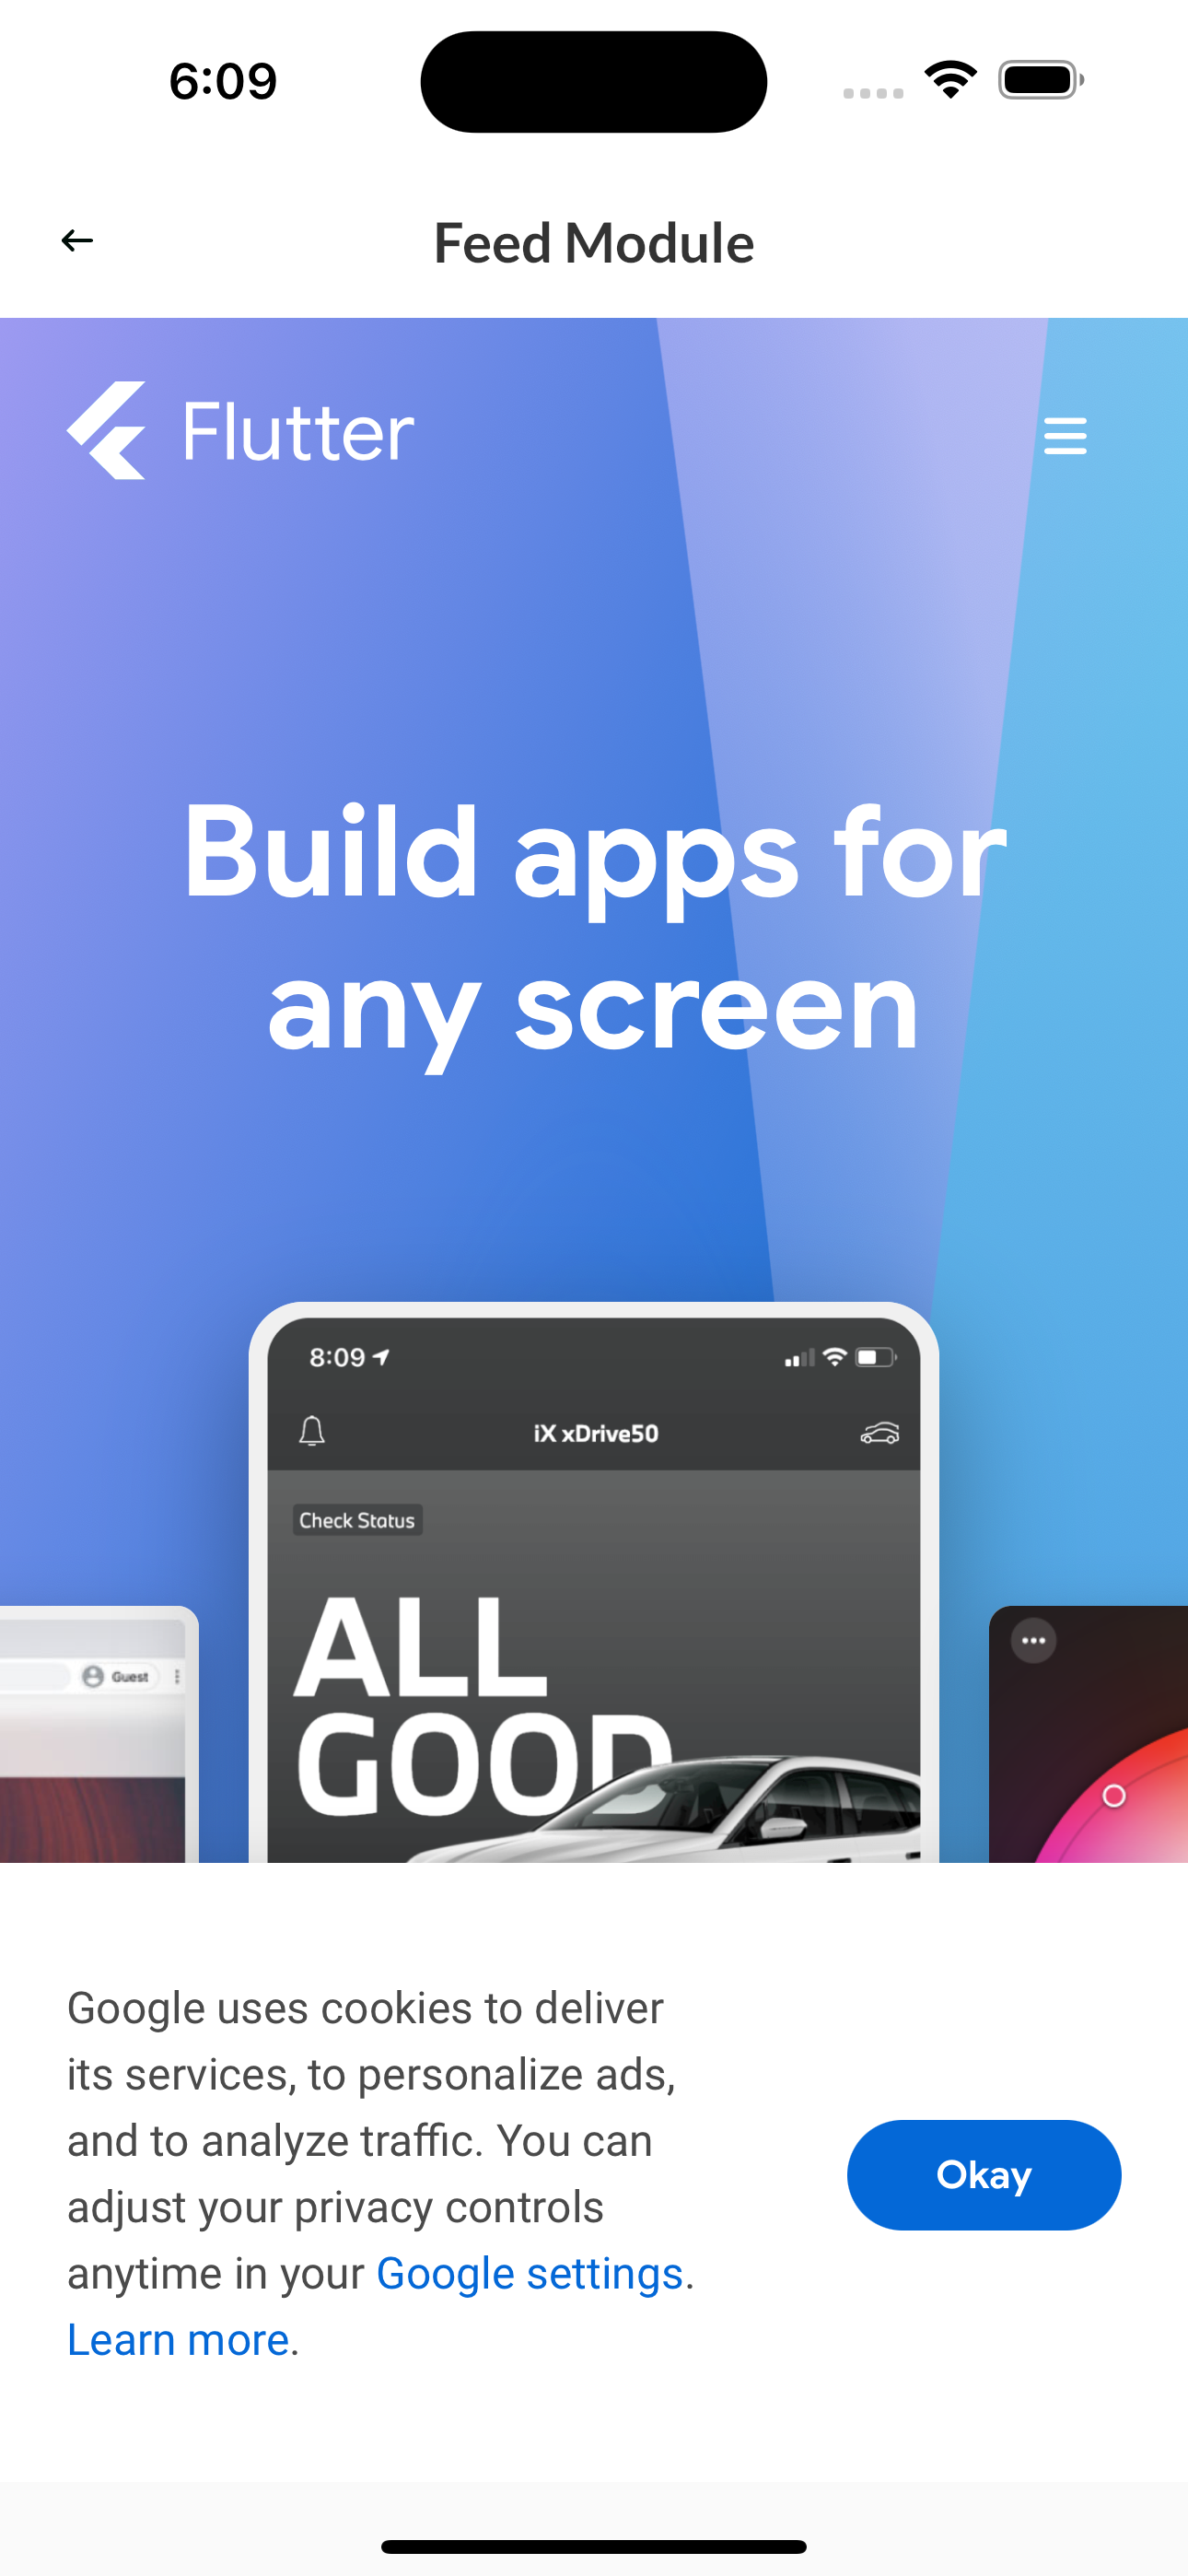 6:09
Feed Module
Flutter
Build apps for
any screen
8:09
iX xDrive50
Check Status
ALL
GOOD
Guest
Google uses cookies to deliver
its services, to personalize ads,
and to analyze traffic. You can
adjust your privacy controls
anytime in your Google settings.
Learn more.
Okay